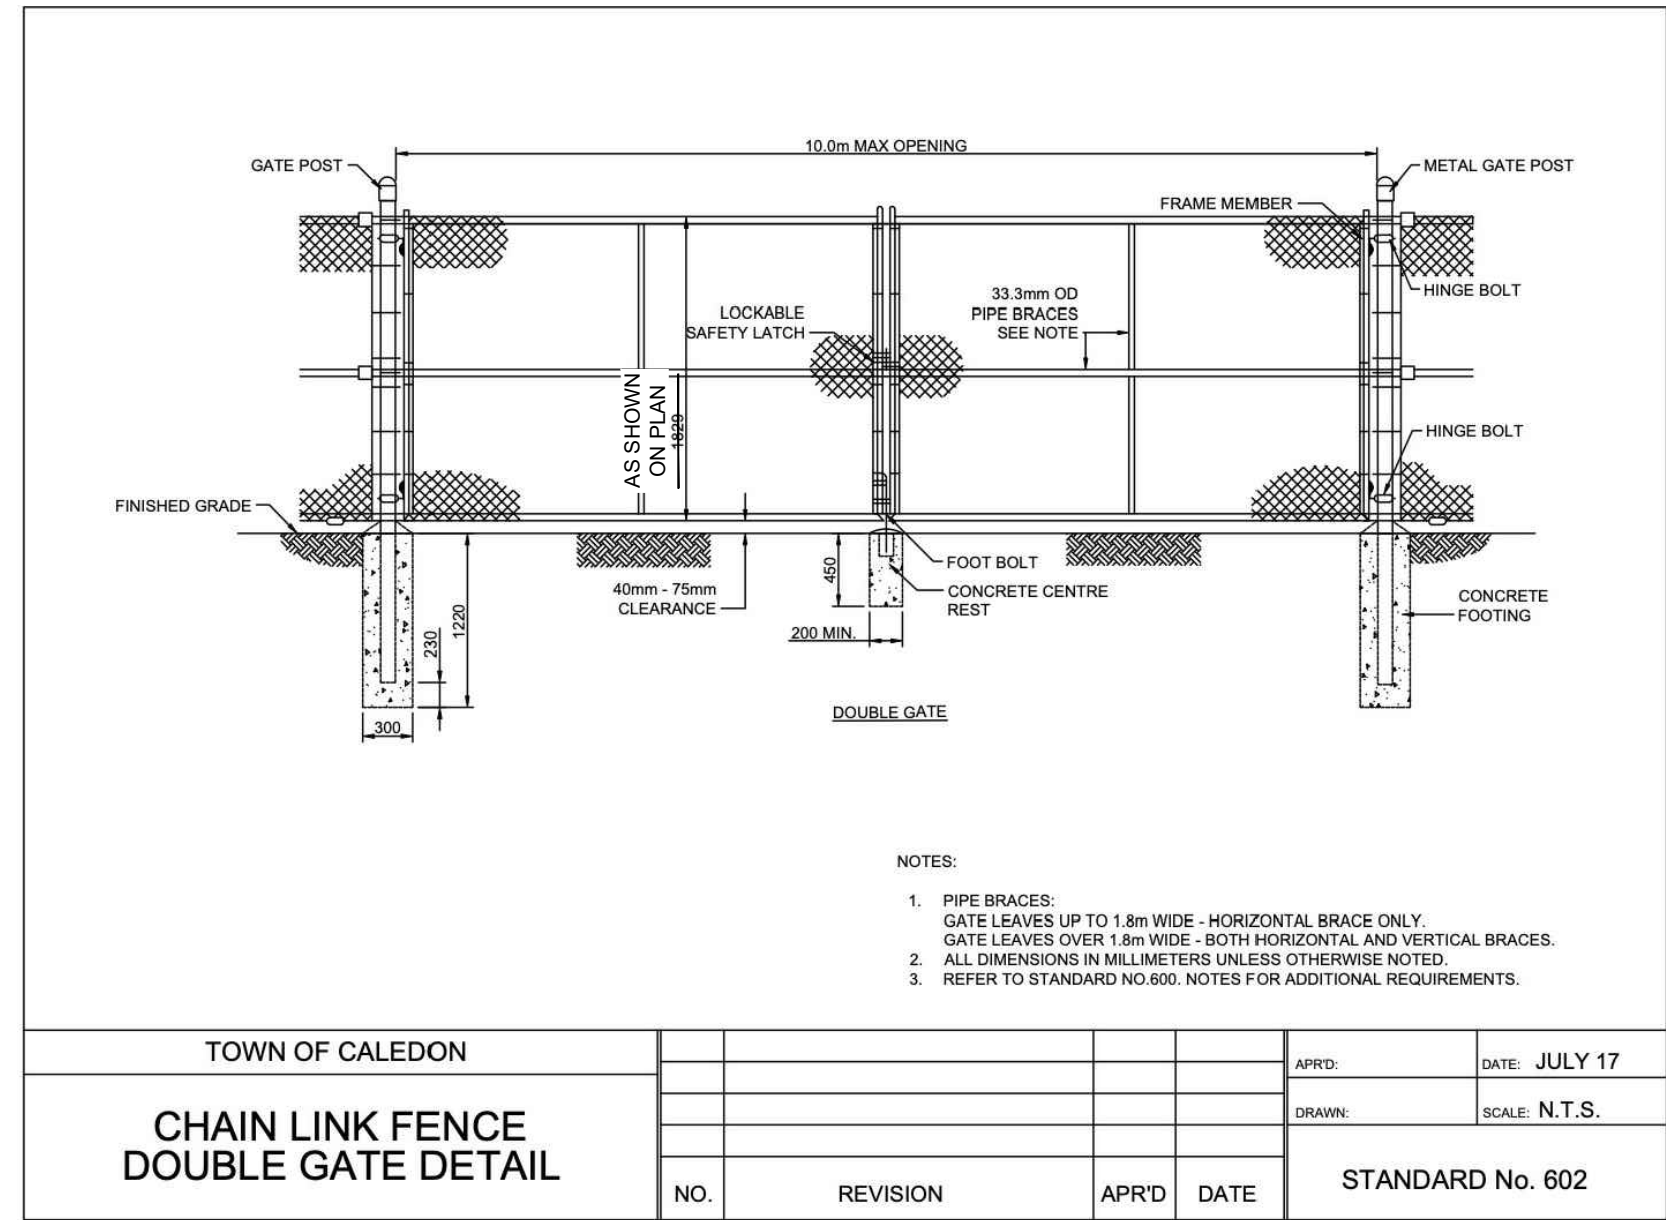 10.0m MAX OPENING
GATE POST
METAL GATE POST
FRAME MEMBER
HINGE BOLT
33.3mm OD
PIPE BRACES
SEE NOTE
LOCKABLE
SAFETY LATCH
AS SHOWN
ON PLAN
1829
HINGE BOLT
FINISHED GRADE
FOOT BOLT
450
40mm - 75mm
CLEARANCE
CONCRETE CENTRE
REST
CONCRETE
FOOTING
1220
230
200 MIN.
300
DOUBLE GATE
NOTES:
1. PIPE BRACES:
GATE LEAVES UP TO 1.8m WIDE - HORIZONTAL BRACE ONLY.
GATE LEAVES OVER 1.8m WIDE - BOTH HORIZONTAL AND VERTICAL BRACES.
2. ALL DIMENSIONS IN MILLIMETERS UNLESS OTHERWISE NOTED.
3. REFER TO STANDARD NO.600. NOTES FOR ADDITIONAL REQUIREMENTS.
TOWN OF CALEDON
CHAIN LINK FENCE
DOUBLE GATE DETAIL
NO. REVISION APR'D DATE
APR'D: DATE: JULY 17
DRAWN: SCALE: N.T.S.
STANDARD No. 602